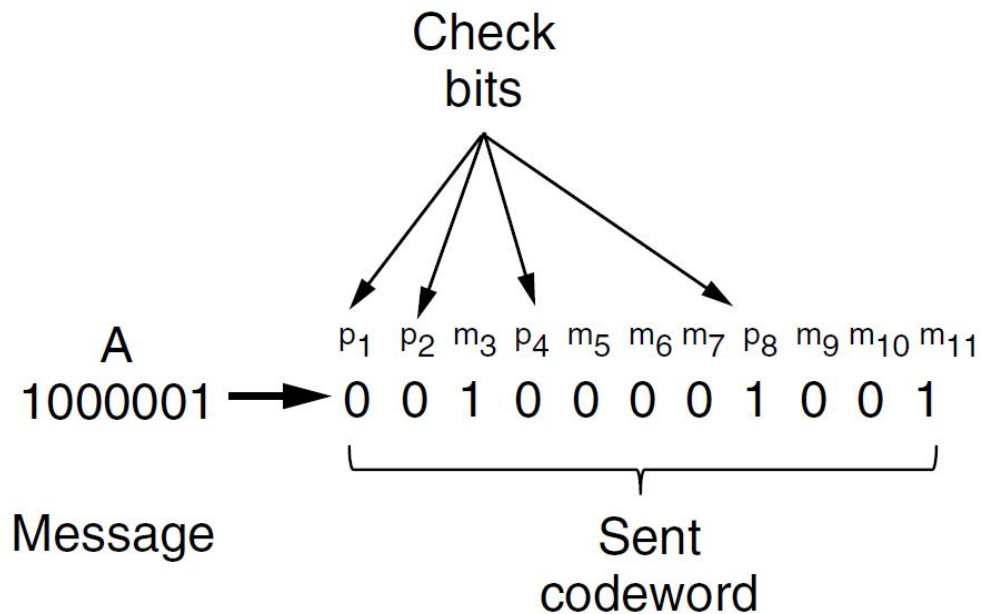 Check
bits
p₁ p₂ m₃ p₄ m₅ m₆ m₇ p₈ m₉ m₁₀ m₁₁
A
1000001 0 0 1 0 0 0 0 1 0 0 1
Message
Sent
codeword